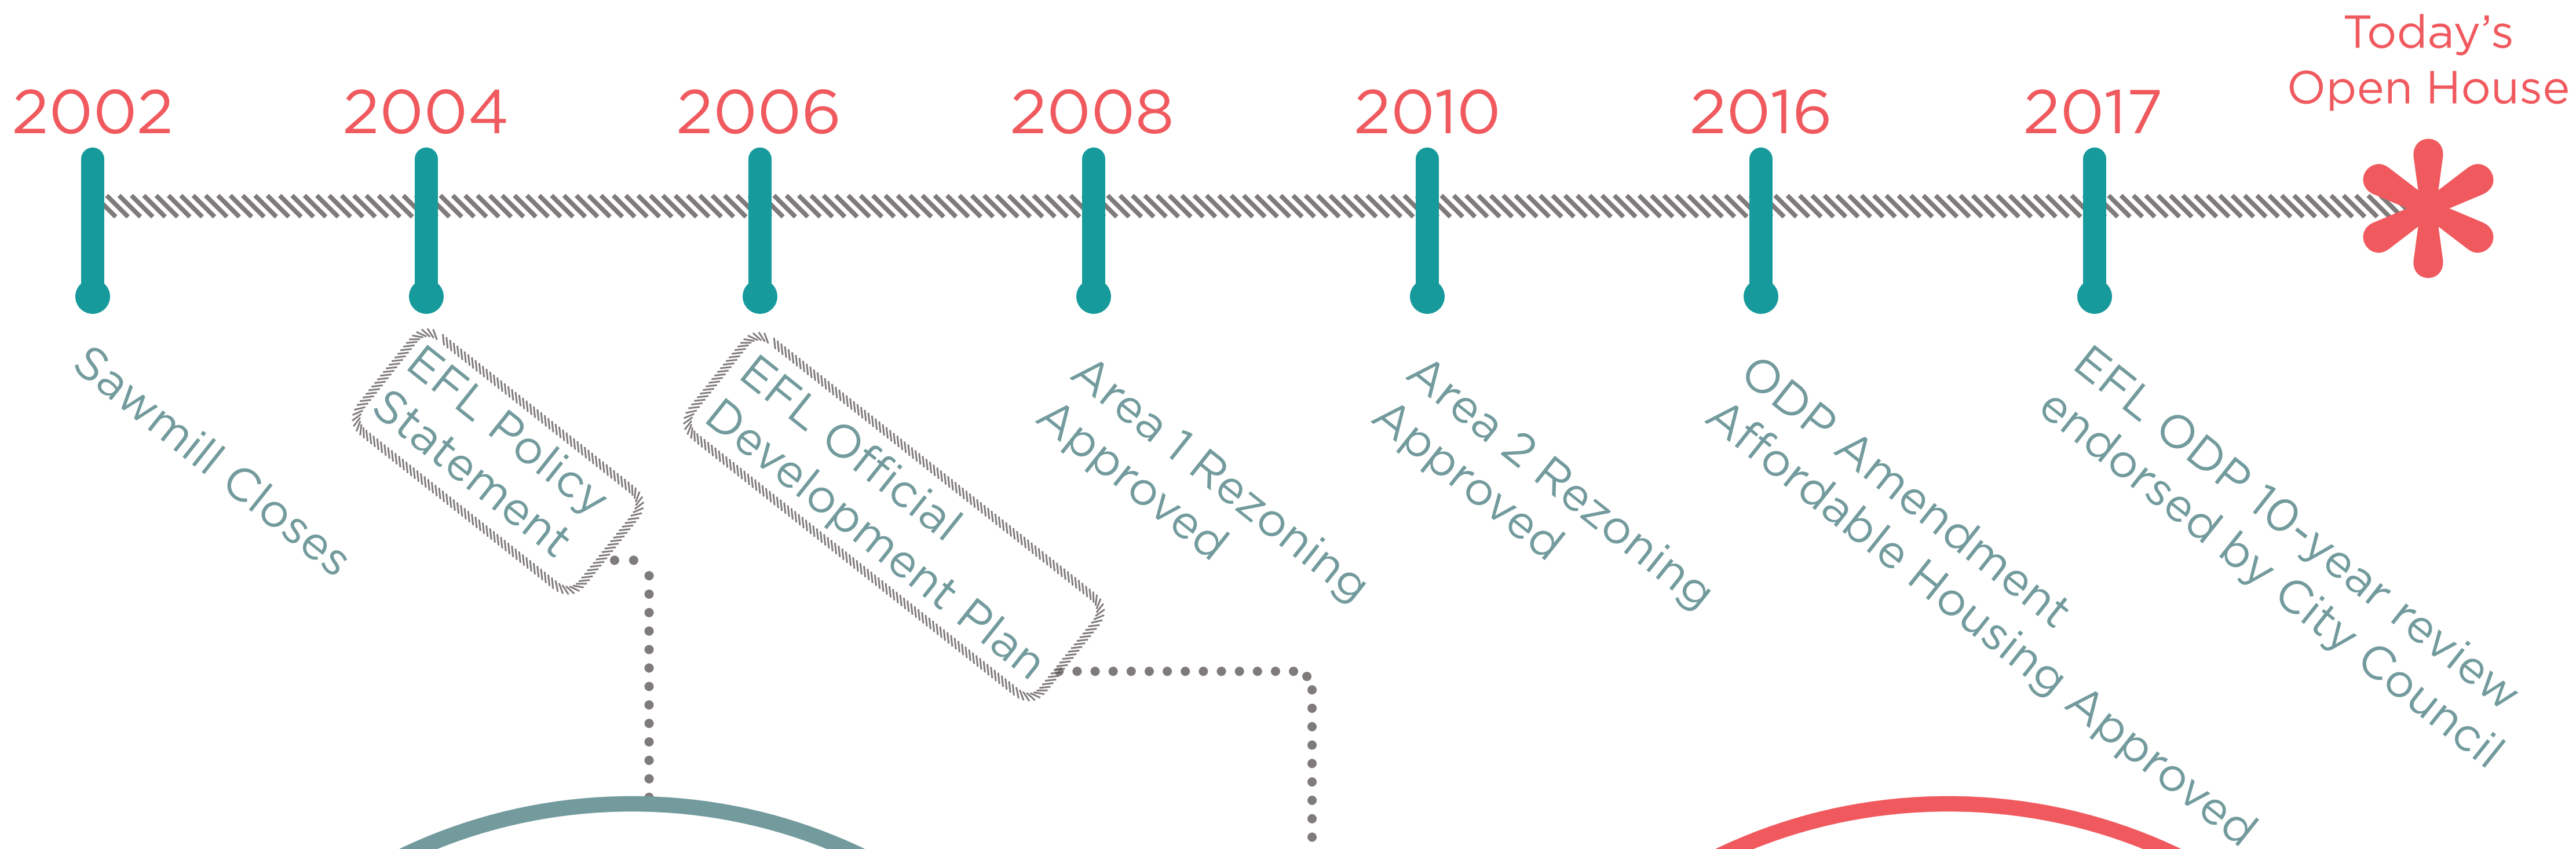 Today's
Open House
2002
2004
2006
2008
2010
2016
2017
Sawmill Closes
EFL Policy
Statement
EFL Official
Development Plan
Area 1 Rezoning
Approved
Area 2 Rezoning
Approved
ODP Amendment
Affordable Housing Approved
EFL ODP 10-year review
endorsed by City Council